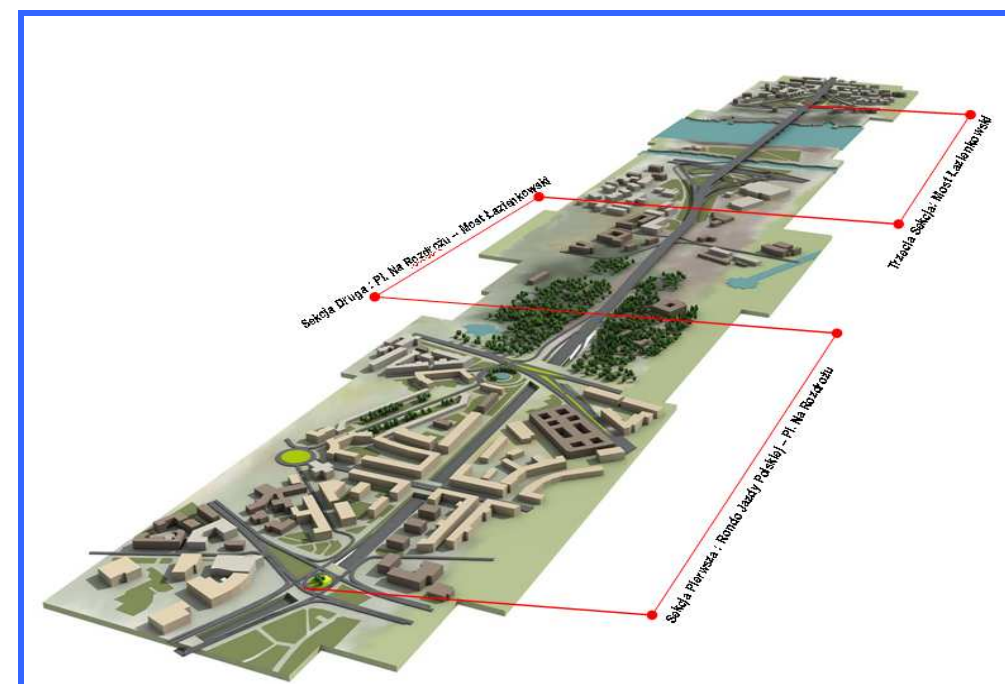 Trzecia Sekcja: Most Łazienkowski
Sekcja Druga : Pl. Na Rozdrożu – Most Łazienkowski
Sekcja Pierwsza : Rondo Jazdy Polskiej – Pl. Na Rozdrożu